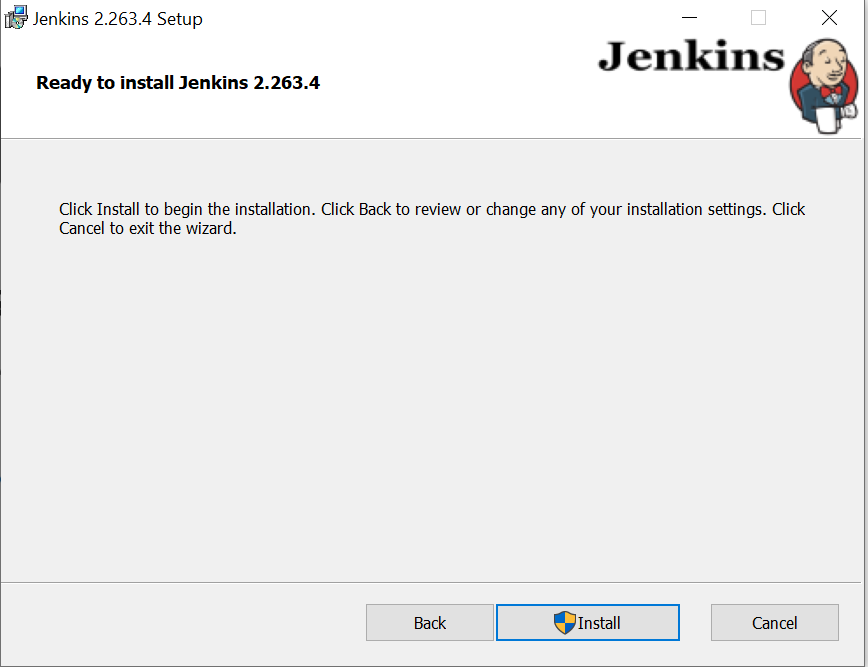 Jenkins 2.263.4 Setup
Jenkins
Ready to install Jenkins 2.263.4
Click Install to begin the installation. Click Back to review or change any of your installation settings. Click
Cancel to exit the wizard.
Back
Install
Cancel